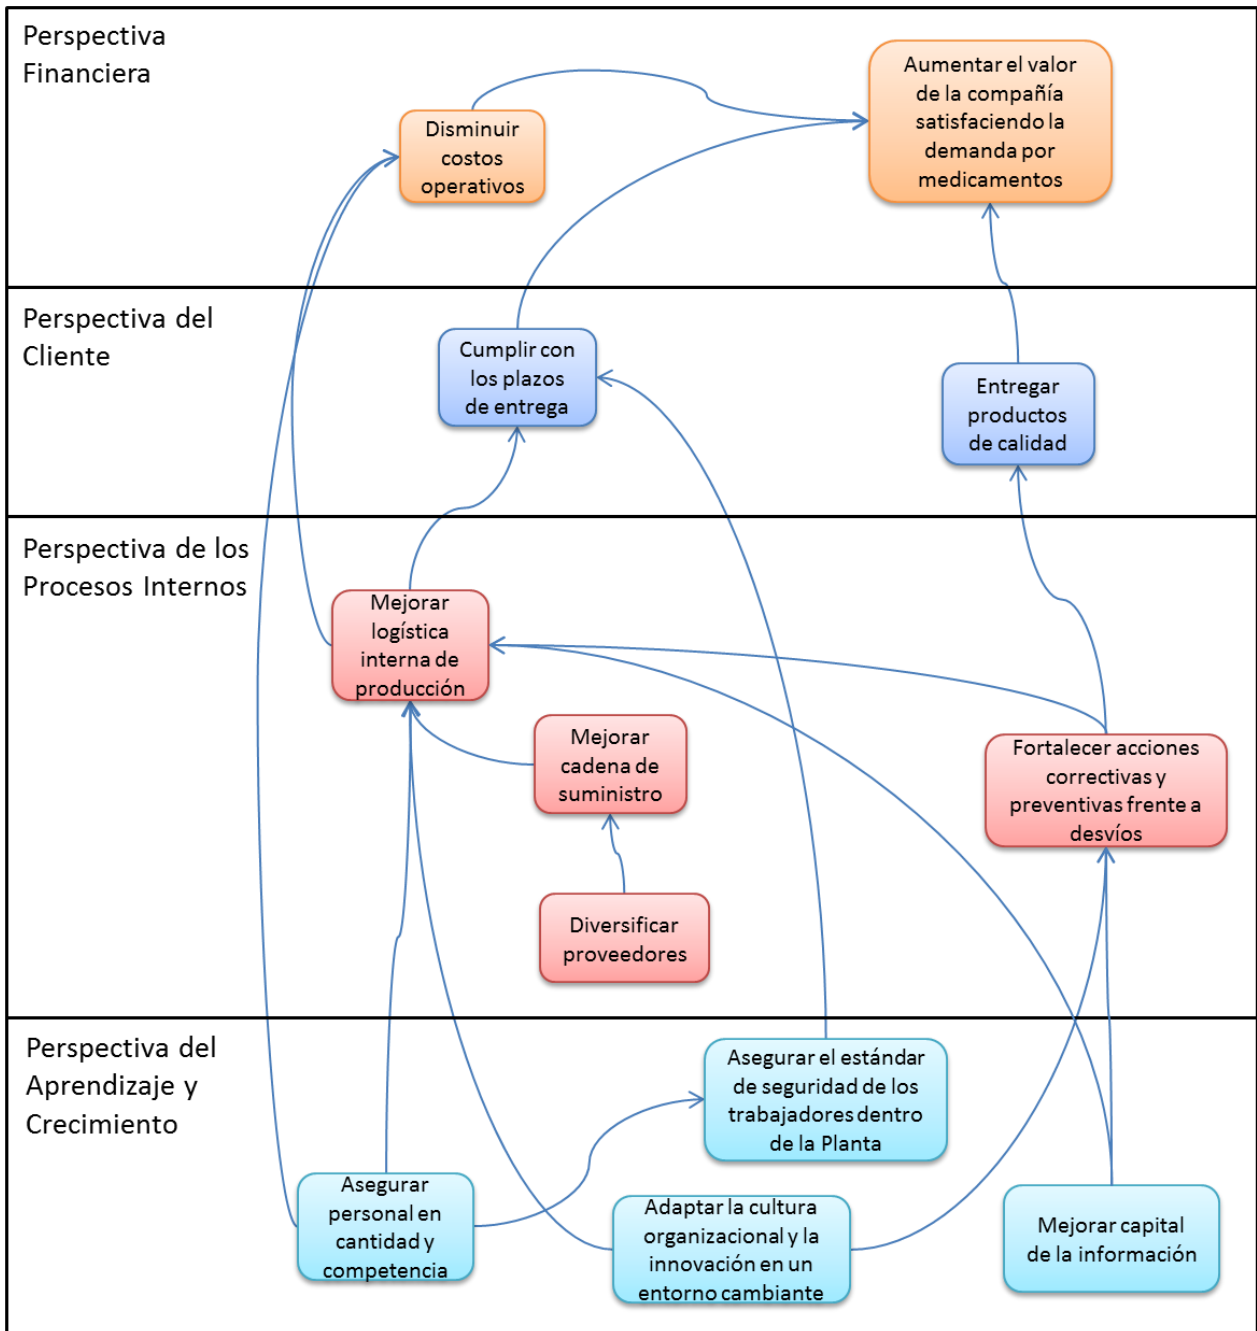 Perspectiva
Financiera
Aumentar el valor
de la compañía
satisfaciendo la
demanda por
medicamentos
Disminuir
costos
operativos
Perspectiva del
Cliente
Cumplir con
los plazos
de entrega
Entregar
productos
de calidad
Perspectiva de los
Procesos Internos
Mejorar
logística
interna de
producción
Mejorar
cadena de
suministro
Fortalecer acciones
correctivas y
preventivas frente a
desvíos
Diversificar
proveedores
Perspectiva del
Aprendizaje y
Crecimiento
Asegurar el estándar
de seguridad de los
trabajadores dentro
de la Planta
Asegurar
personal en
cantidad y
competencia
Adaptar la cultura
organizacional y la
innovación en un
entorno cambiante
Mejorar capital
de la información